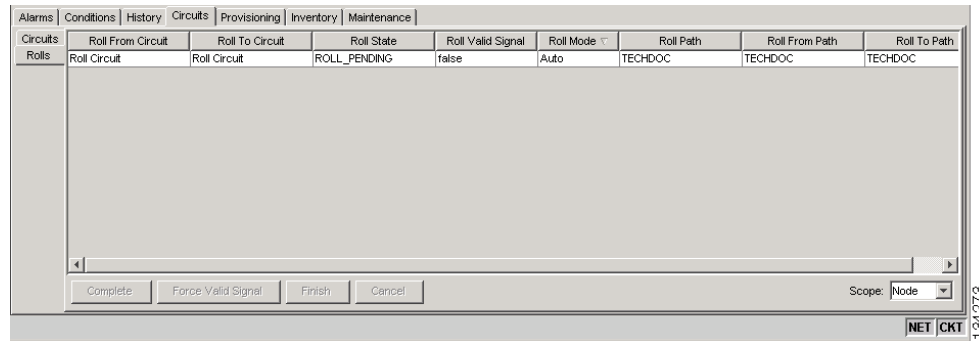 Alarms Conditions History Circuits Provisioning Inventory Maintenance
Circuits
Rolls
Roll From Circuit Roll To Circuit Roll State Roll Valid Signal Roll Mode Roll Path Roll From Path Roll To Path
Roll Circuit Roll Circuit ROLL_PENDING false Auto TECHDOC TECHDOC TECHDOC
Complete Force Valid Signal Finish Cancel Scope: Node
NET CKT
134273